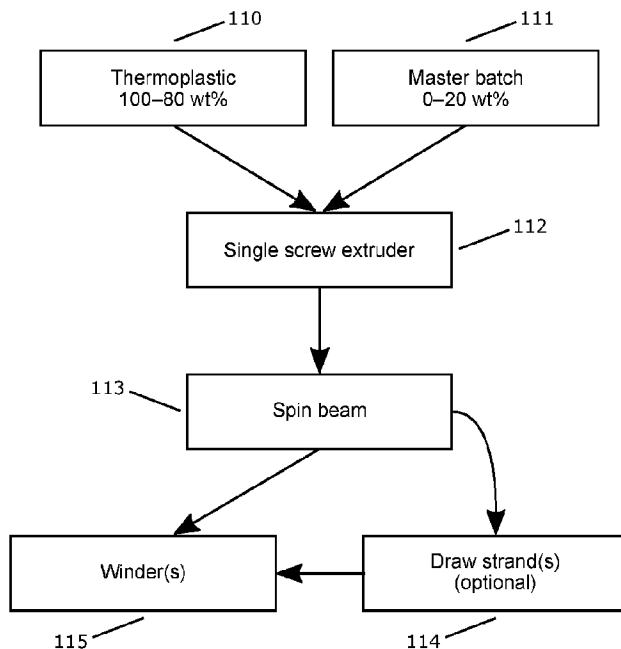 110
111
Thermoplastic
100–80 wt%
Master batch
0–20 wt%
Single screw extruder
112
113
Spin beam
Winder(s)
Draw strand(s)
(optional)
115
114